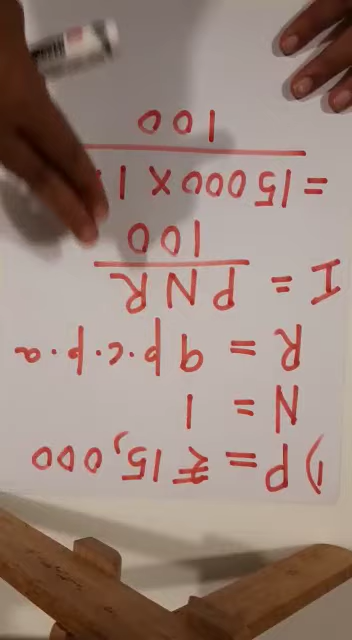 1) P = ₹ 15,000
N = 1
R = 9 p.c.p.a
I = PNR
100
= 15000 × 1
100